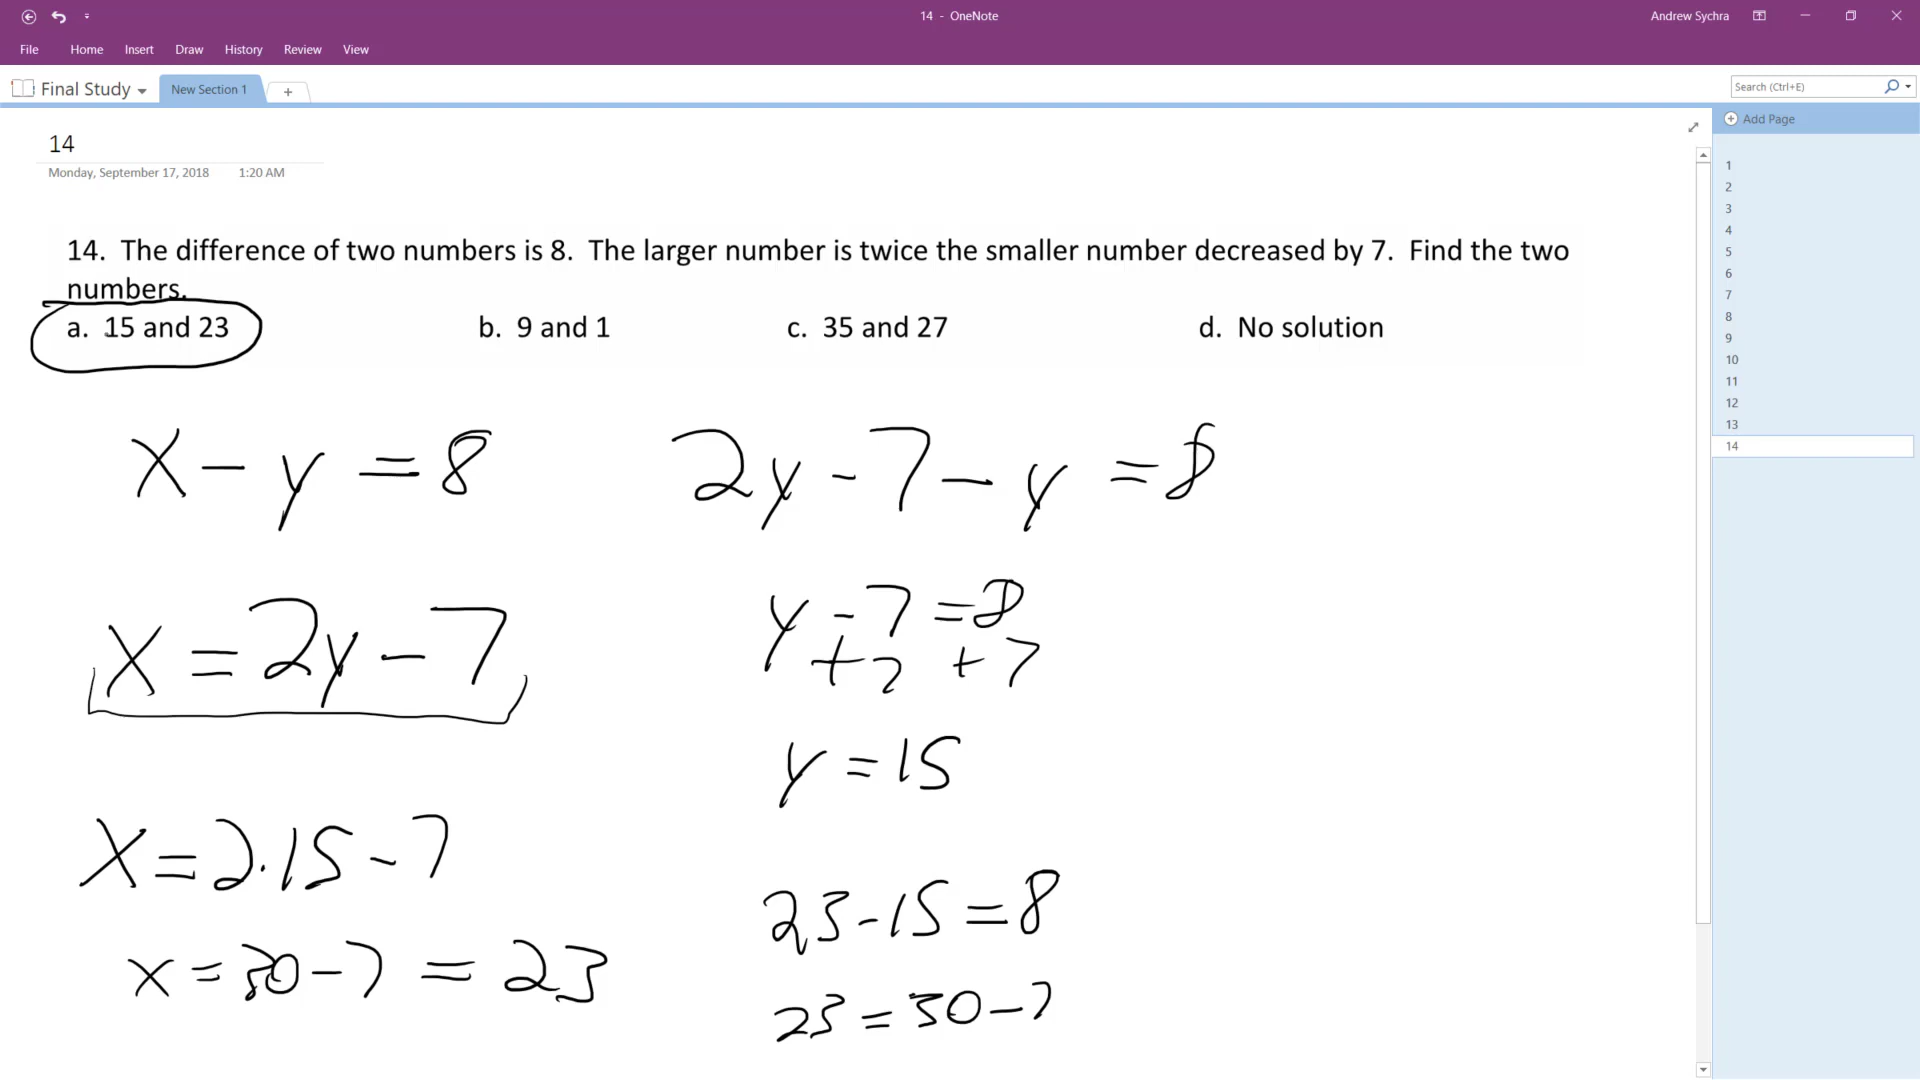 14 - OneNote
Andrew Sychra
File Home Insert Draw History Review View
Final Study
New Section 1
+
Search (Ctrl+E)
Add Page
14
Monday, September 17, 2018 1:20 AM
14. The difference of two numbers is 8. The larger number is twice the smaller number decreased by 7. Find the two
numbers.
a. 15 and 23 b. 9 and 1 c. 35 and 27 d. No solution
x - y = 8
x = 2y - 7
x = 2·15 - 7
x = 30 - 7 = 23
2y - 7 - y = 8
y - 7 = 8
+7 +7
y = 15
23 - 15 = 8
23 = 30 - 7
1
2
3
4
5
6
7
8
9
10
11
12
13
14